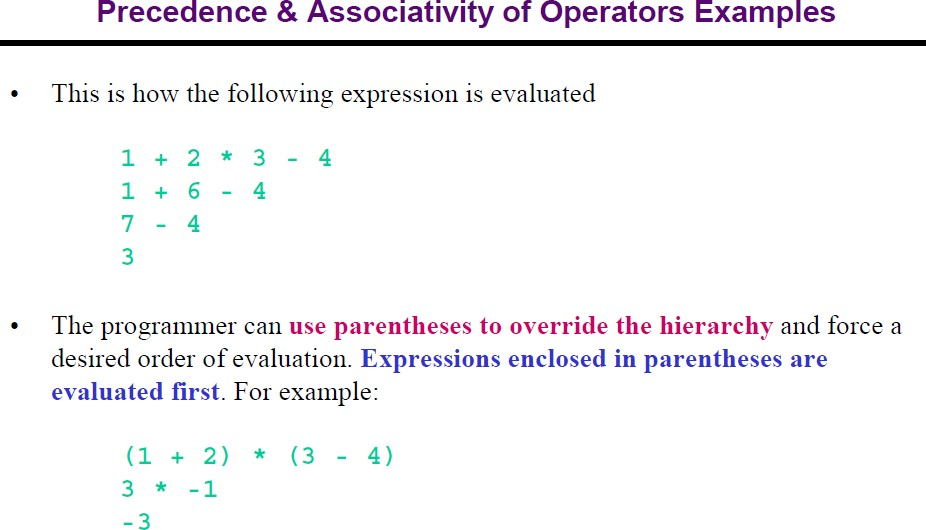 Precedence & Associativity of Operators Examples
• This is how the following expression is evaluated
1 + 2 * 3 - 4
1 + 6 - 4
7 - 4
3
• The programmer can use parentheses to override the hierarchy and force a
desired order of evaluation. Expressions enclosed in parentheses are
evaluated first. For example:
(1 + 2) * (3 - 4)
3 * -1
-3